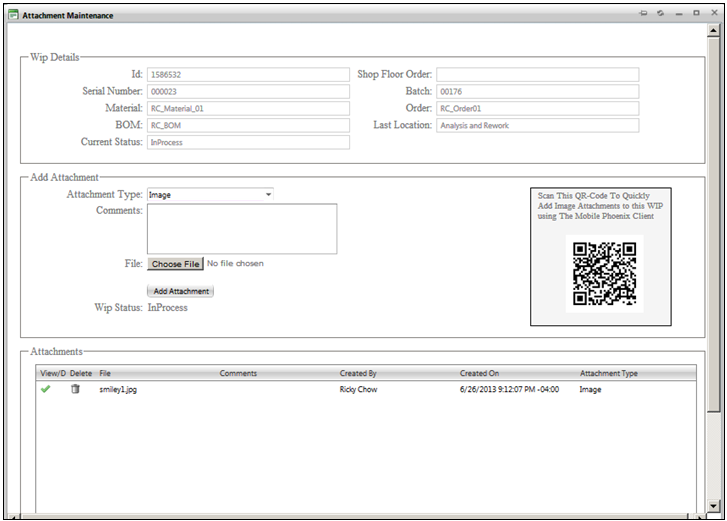 Attachment Maintenance
Wip Details
Id: 1586532 Shop Floor Order:
Serial Number: 000023 Batch: 00176
Material: RC_Material_01 Order: RC_Order01
BOM: RC_BOM Last Location: Analysis and Rework
Current Status: InProcess
Add Attachment
Attachment Type: Image
Comments:
File: Choose File No file chosen
Add Attachment
Wip Status: InProcess
Scan This QR-Code To Quickly
Add Image Attachments to this WIP
using The Mobile Phoenix Client
Attachments
View/D Delete File Comments Created By Created On Attachment Type
smiley1.jpg Ricky Chow 6/26/2013 9:12:07 PM -04:00 Image